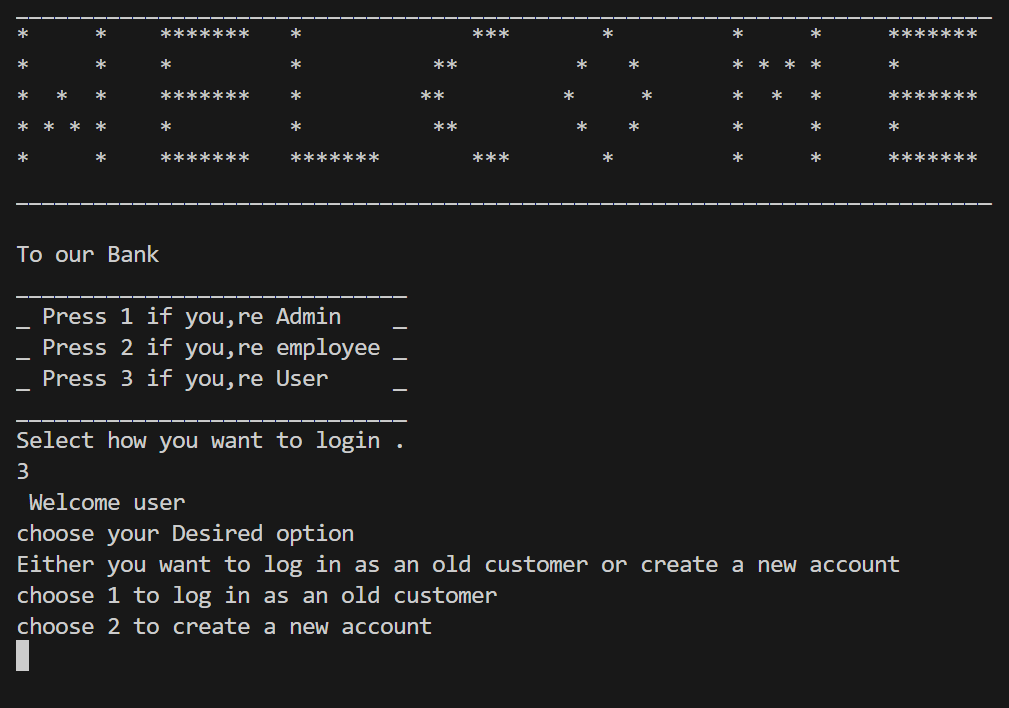 ___________________________________________________________________________
*     *    *******   *             ***       *         *     *     *******
*     *    *         *          **         *   *       * * * *     *
*  *  *    *******   *         **         *     *      *  *  *     *******
* * * *    *         *          **         *   *       *     *     *
*     *    *******   *******       ***       *         *     *     *******
___________________________________________________________________________
To our Bank
______________________________
_ Press 1 if you,re Admin    _
_ Press 2 if you,re employee _
_ Press 3 if you,re User     _
______________________________
Select how you want to login .
3
 Welcome user
choose your Desired option
Either you want to log in as an old customer or create a new account
choose 1 to log in as an old customer
choose 2 to create a new account